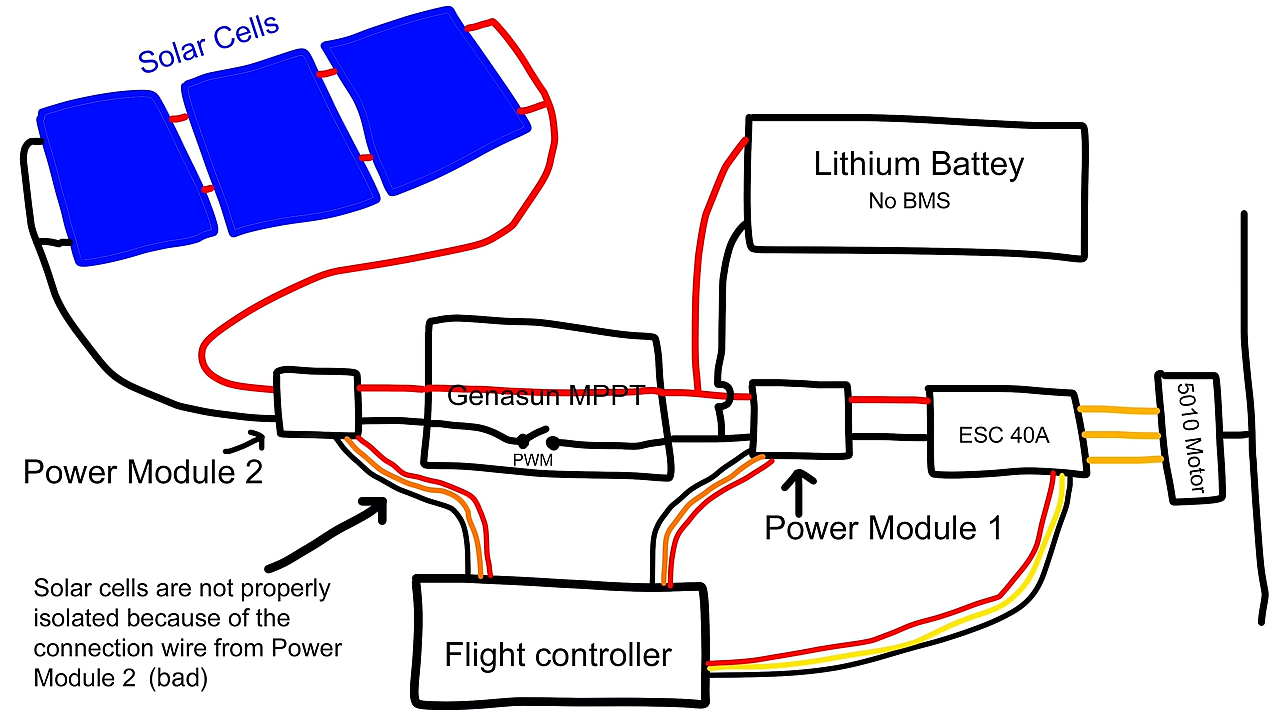 Solar Cells
Lithium Battey
No BMS
Genasun MPPT
PWM
ESC 40A
5010 Motor
Power Module 2
Power Module 1
Solar cells are not properly
isolated because of the
connection wire from Power
Module 2 (bad)
Flight controller